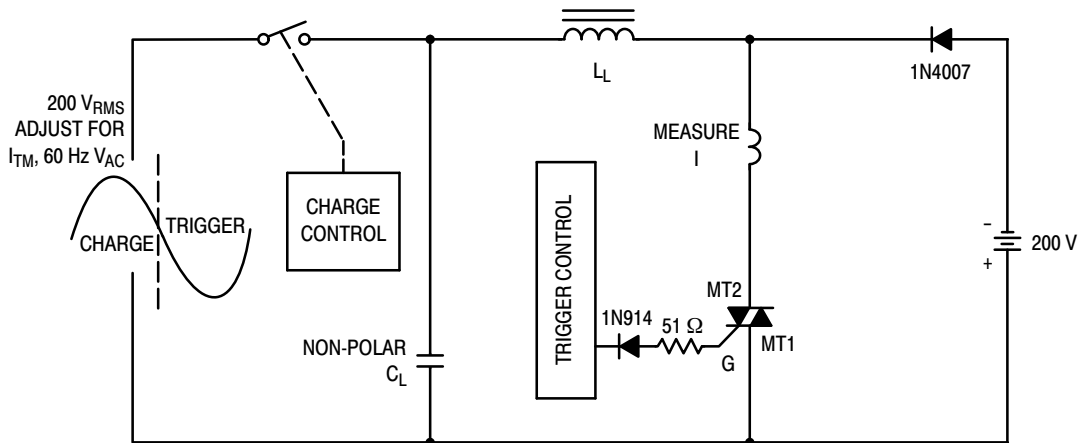 L_L
1N4007
200 V_RMS
ADJUST FOR
I_TM, 60 Hz V_AC
MEASURE
I
TRIGGER
CHARGE
CHARGE
CONTROL
TRIGGER CONTROL
-
+
200 V
MT2
1N914
51 Ω
MT1
G
NON-POLAR
C_L